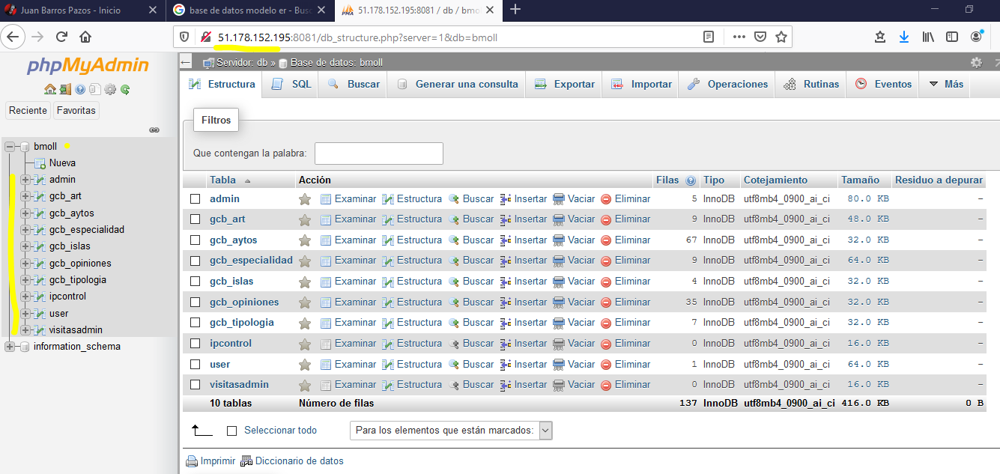 Juan Barros Pazos - Inicio
base de datos modelo er - Bus
51.178.152.195:8081 / db / bmo
51.178.152.195:8081/db_structure.php?server=1&db=bmoll
phpMyAdmin
Reciente Favoritas
bmoll
Nueva
admin
gcb_art
gcb_aytos
gcb_especialidad
gcb_islas
gcb_opiniones
gcb_tipologia
ipcontrol
user
visitasadmin
information_schema
Servidor: db » Base de datos: bmoll
Estructura SQL Buscar Generar una consulta Exportar Importar Operaciones Rutinas Eventos Más
Filtros
Que contengan la palabra:
Tabla Acción Filas Tipo Cotejamiento Tamaño Residuo a depurar
admin Examinar Estructura Buscar Insertar Vaciar Eliminar 5 InnoDB utf8mb4_0900_ai_ci 80.0 KB -
gcb_art Examinar Estructura Buscar Insertar Vaciar Eliminar 9 InnoDB utf8mb4_0900_ai_ci 48.0 KB -
gcb_aytos Examinar Estructura Buscar Insertar Vaciar Eliminar 67 InnoDB utf8mb4_0900_ai_ci 32.0 KB -
gcb_especialidad Examinar Estructura Buscar Insertar Vaciar Eliminar 9 InnoDB utf8mb4_0900_ai_ci 64.0 KB -
gcb_islas Examinar Estructura Buscar Insertar Vaciar Eliminar 4 InnoDB utf8mb4_0900_ai_ci 32.0 KB -
gcb_opiniones Examinar Estructura Buscar Insertar Vaciar Eliminar 35 InnoDB utf8mb4_0900_ai_ci 32.0 KB -
gcb_tipologia Examinar Estructura Buscar Insertar Vaciar Eliminar 7 InnoDB utf8mb4_0900_ai_ci 32.0 KB -
ipcontrol Examinar Estructura Buscar Insertar Vaciar Eliminar 0 InnoDB utf8mb4_0900_ai_ci 16.0 KB -
user Examinar Estructura Buscar Insertar Vaciar Eliminar 1 InnoDB utf8mb4_0900_ai_ci 64.0 KB -
visitasadmin Examinar Estructura Buscar Insertar Vaciar Eliminar 0 InnoDB utf8mb4_0900_ai_ci 16.0 KB -
10 tablas Número de filas 137 InnoDB utf8mb4_0900_ai_ci 416.0 KB 0 B
Seleccionar todo Para los elementos que están marcados:
Imprimir Diccionario de datos